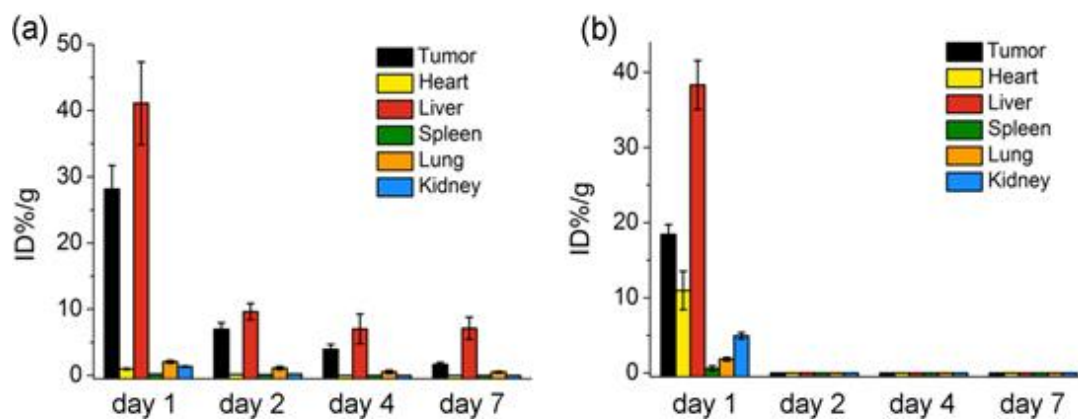 (a)
50
40
30
20
10
0
ID%/g
Tumor
Heart
Liver
Spleen
Lung
Kidney
day 1 day 2 day 4 day 7
(b)
40
30
20
10
0
ID%/g
Tumor
Heart
Liver
Spleen
Lung
Kidney
day 1 day 2 day 4 day 7